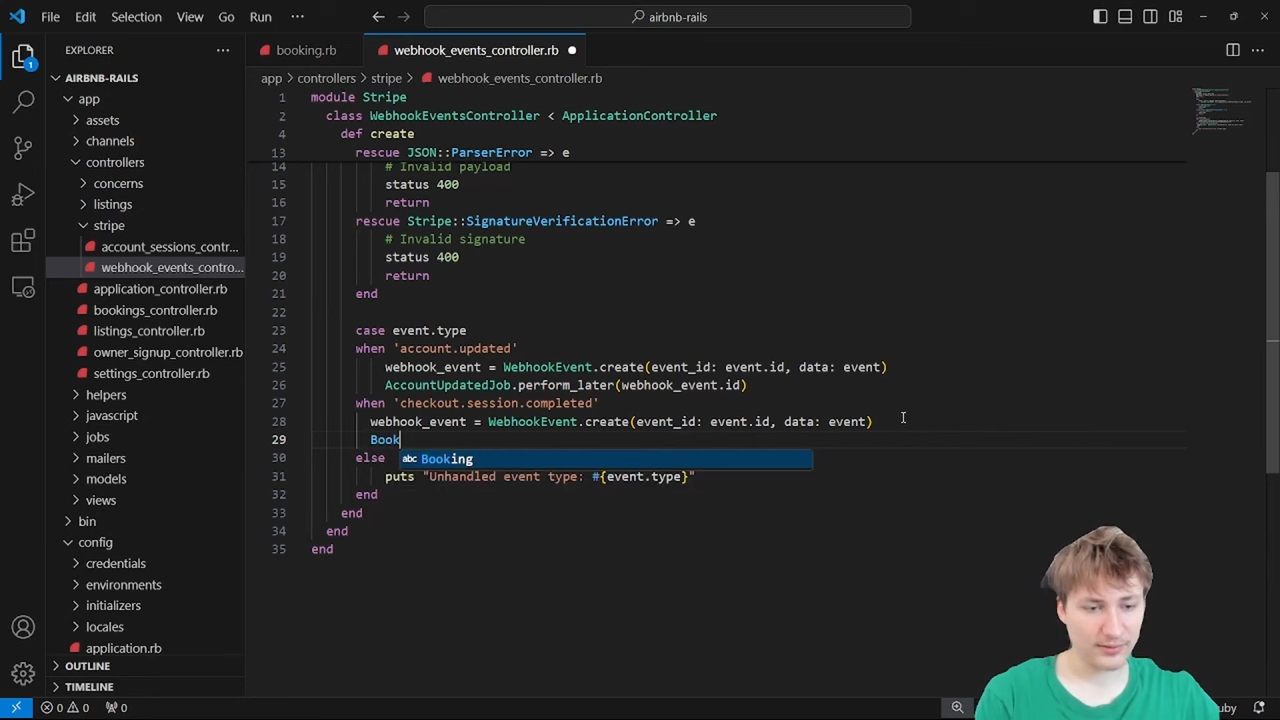 File Edit Selection View Go Run ··· airbnb-rails
EXPLORER ···
booking.rb webhook_events_controller.rb
AIRBNB-RAILS
app > controllers > stripe > webhook_events_controller.rb
app
assets
channels
controllers
concerns
listings
stripe
account_sessions_contr...
webhook_events_contro...
application_controller.rb
bookings_controller.rb
listings_controller.rb
owner_signup_controller.rb
settings_controller.rb
helpers
javascript
jobs
mailers
models
views
bin
config
credentials
environments
initializers
locales
application.rb
OUTLINE
TIMELINE
1 module Stripe
2 class WebhookEventsController < ApplicationController
4 def create
13 rescue JSON::ParserError => e
14 # Invalid payload
15 status 400
16 return
17 rescue Stripe::SignatureVerificationError => e
18 # Invalid signature
19 status 400
20 return
21 end
22
23 case event.type
24 when 'account.updated'
25 webhook_event = WebhookEvent.create(event_id: event.id, data: event)
26 AccountUpdatedJob.perform_later(webhook_event.id)
27 when 'checkout.session.completed'
28 webhook_event = WebhookEvent.create(event_id: event.id, data: event)
29 Book
abc Booking
30 else
31 puts "Unhandled event type: #{event.type}"
32 end
33 end
34 end
35 end
1
0 0 0
uby